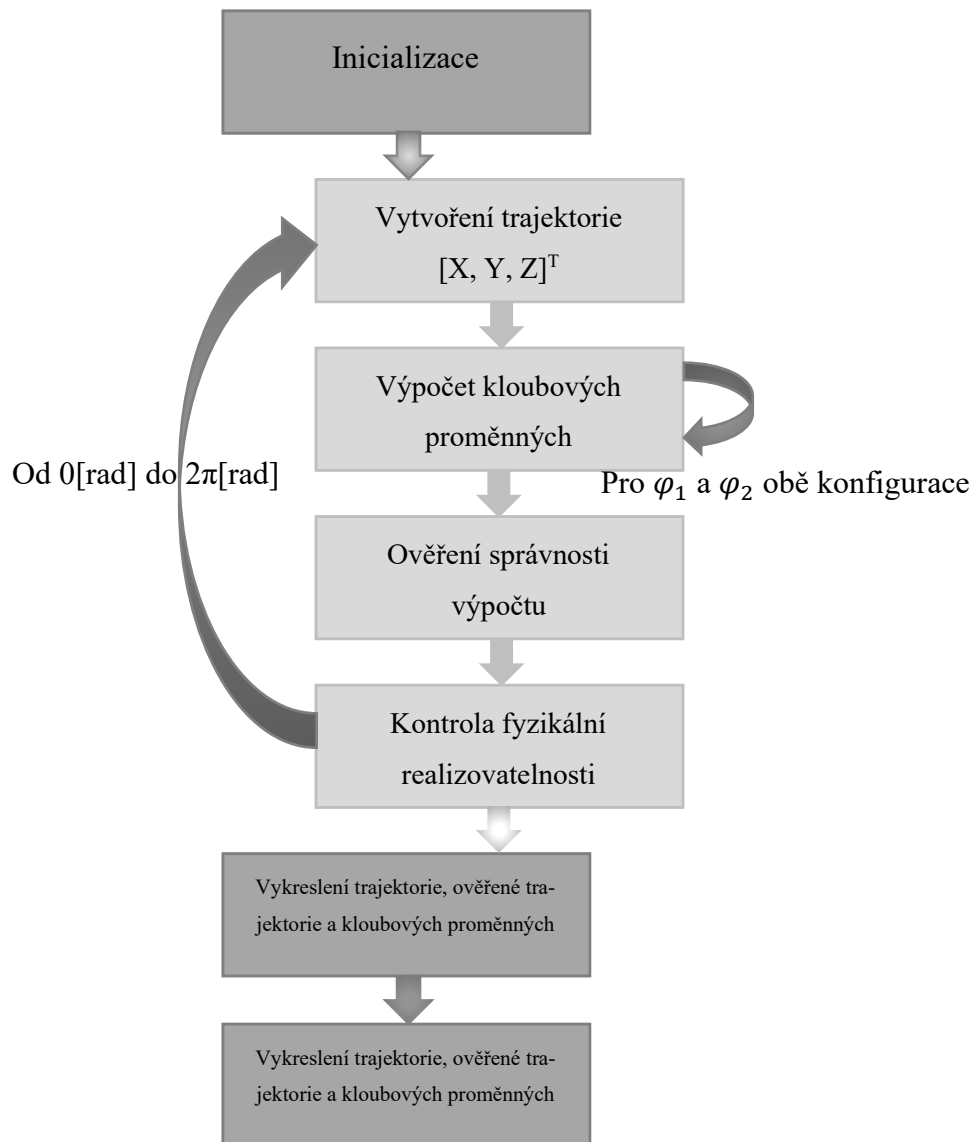 Inicializace
Vytvoření trajektorie
[X, Y, Z]ᵀ
Výpočet kloubových
proměnných
Od 0[rad] do 2π[rad]
Pro 𝜑₁ a 𝜑₂ obě konfigurace
Ověření správnosti
výpočtu
Kontrola fyzikální
realizovatelnosti
Vykreslení trajektorie, ověřené tra-
jektorie a kloubových proměnných
Vykreslení trajektorie, ověřené tra-
jektorie a kloubových proměnných